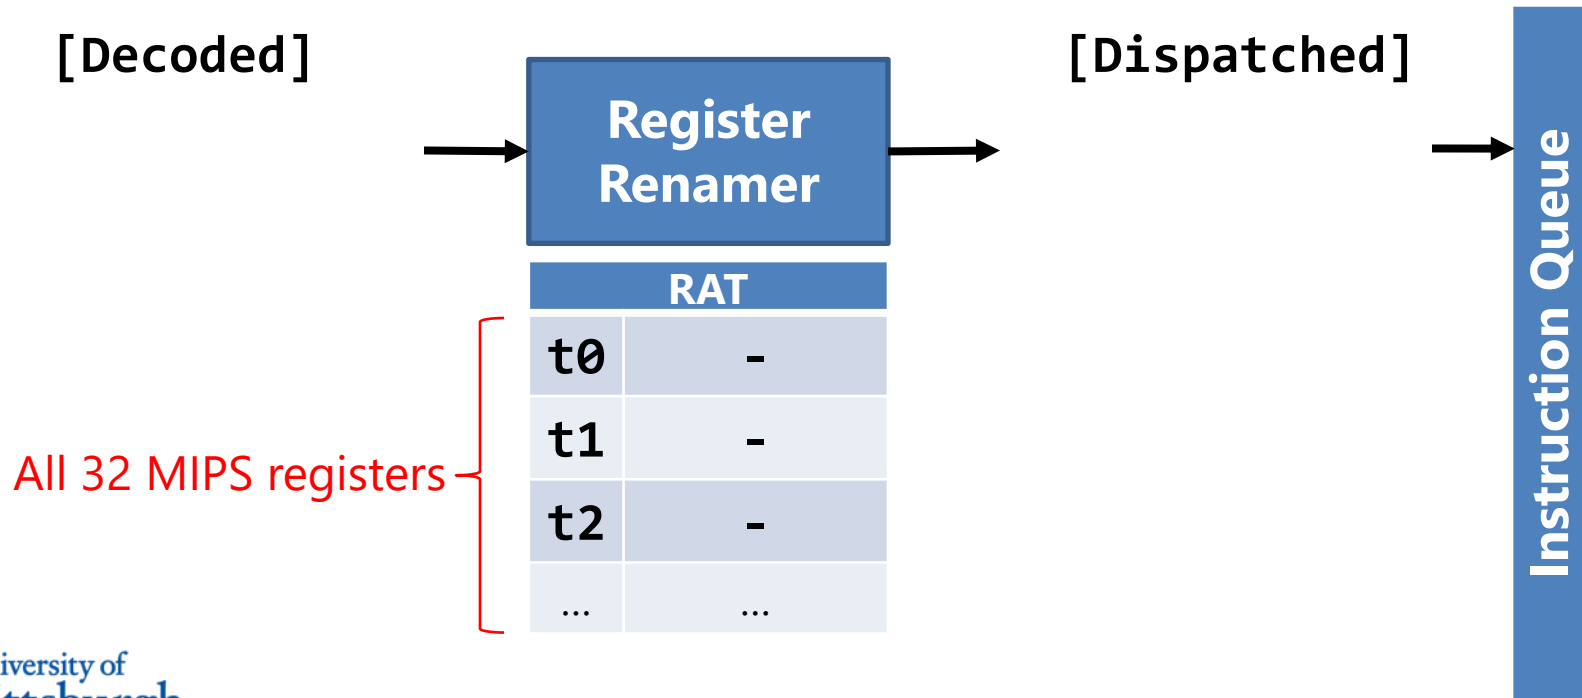 [Decoded]
[Dispatched]
Register
Renamer
RAT
t0 -
t1 -
t2 -
... ...
All 32 MIPS registers
Instruction Queue
iversity of